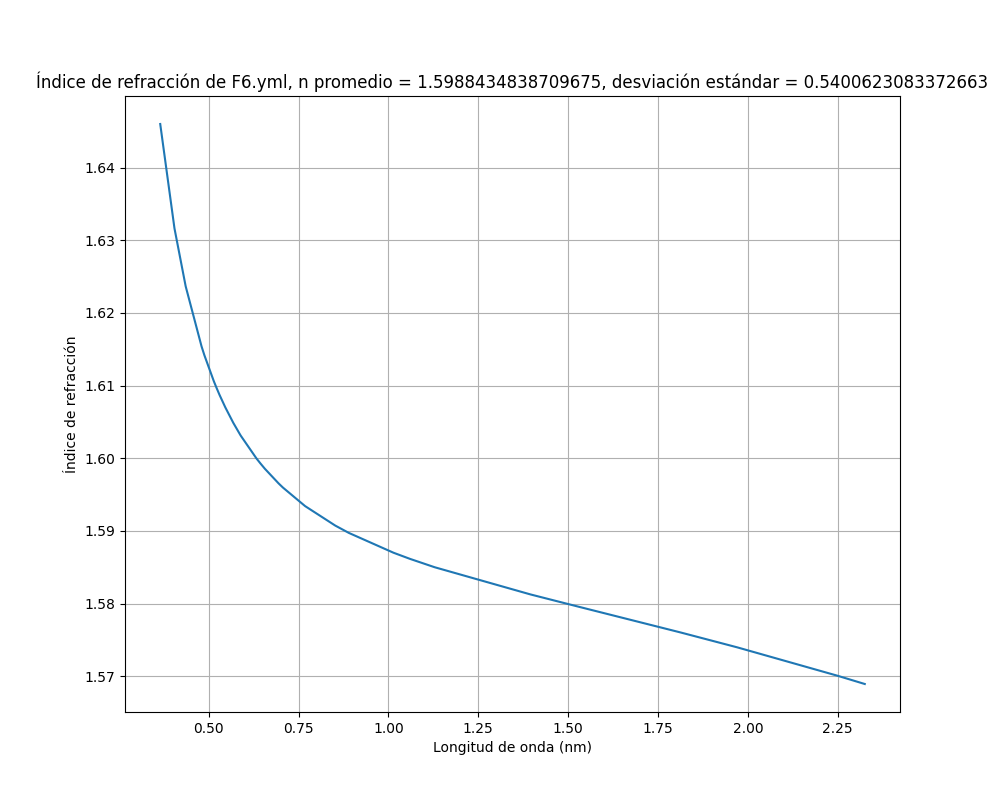 Índice de refracción de F6.yml, n promedio = 1.5988434838709675, desviación estándar = 0.5400623083372663
1.64
1.63
1.62
1.61
1.60
1.59
1.58
1.57
Índice de refracción
0.50 0.75 1.00 1.25 1.50 1.75 2.00 2.25
Longitud de onda (nm)